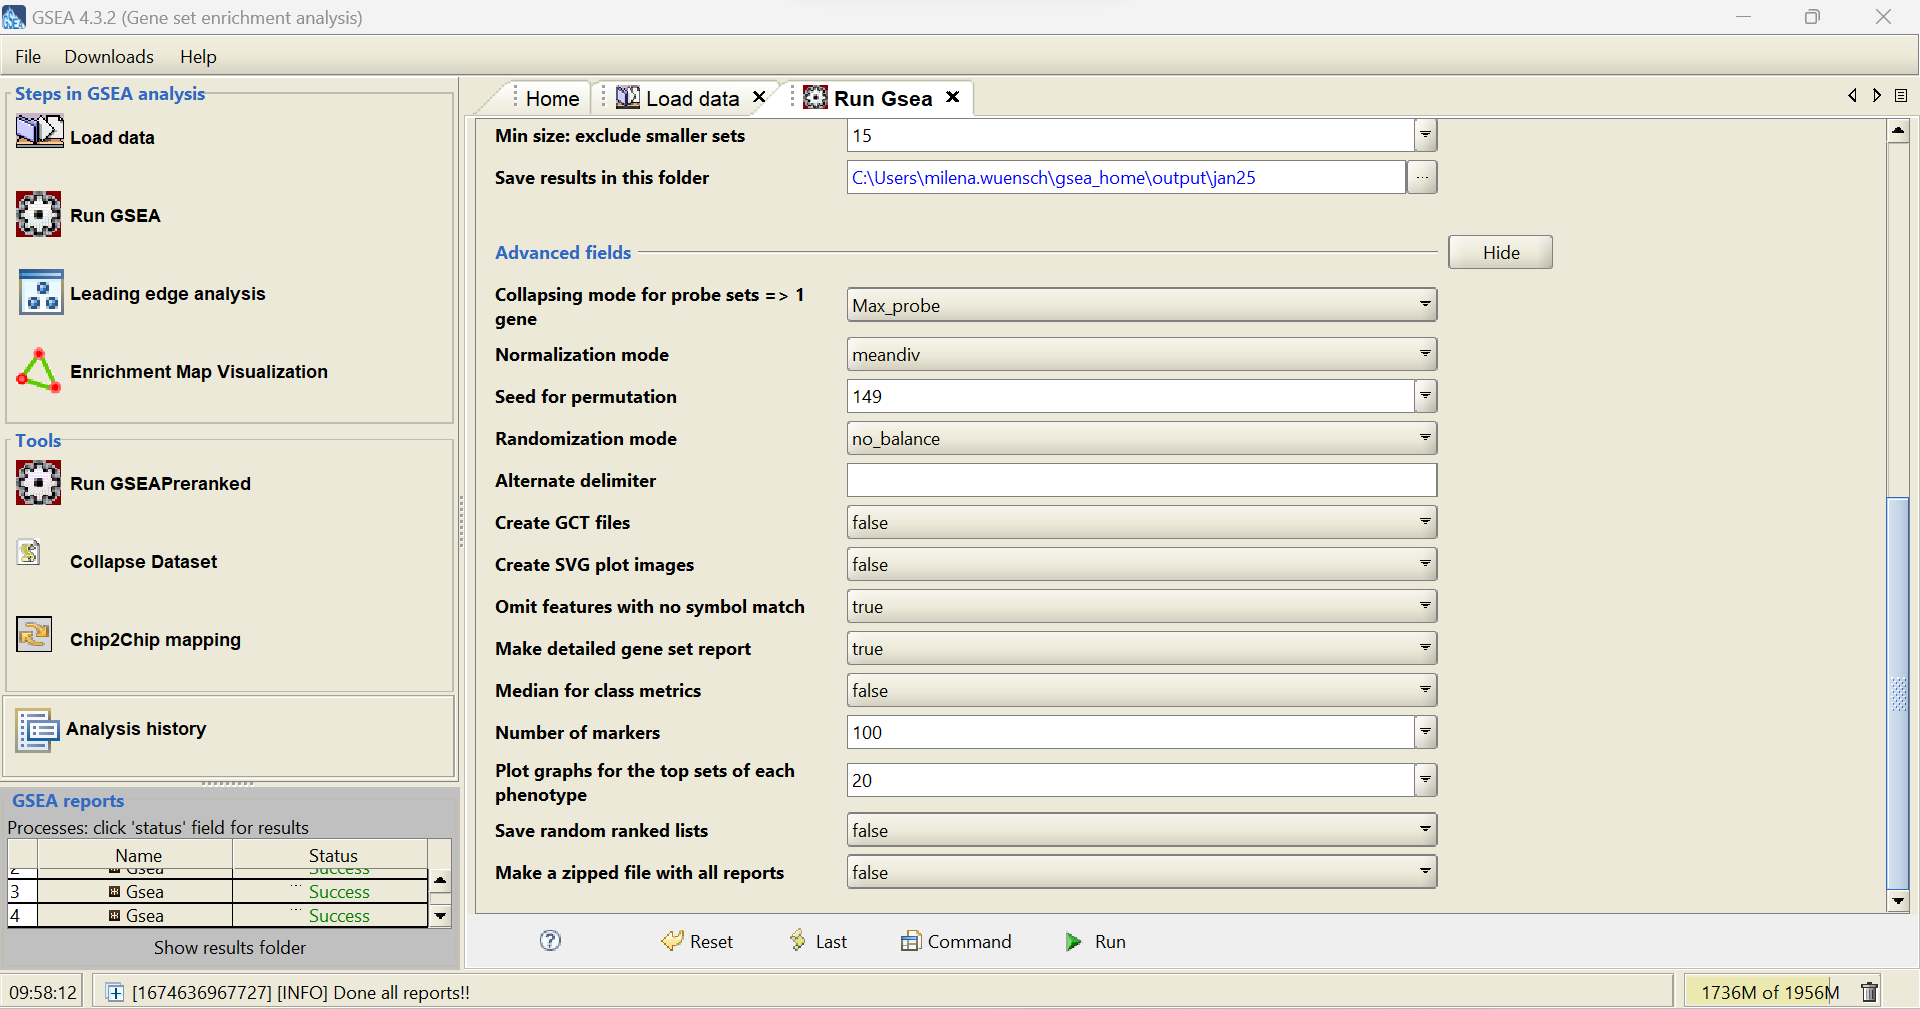 GSEA 4.3.2 (Gene set enrichment analysis)
File Downloads Help
Steps in GSEA analysis
Load data
Run GSEA
Leading edge analysis
Enrichment Map Visualization
Tools
Run GSEAPreranked
Collapse Dataset
Chip2Chip mapping
Analysis history
GSEA reports
Processes: click 'status' field for results
Name Status
2 Gsea Success
3 Gsea Success
4 Gsea Success
Show results folder
Home Load data Run Gsea
Min size: exclude smaller sets 15
Save results in this folder C:\Users\milena.wuensch\gsea_home\output\jan25 ...
Advanced fields Hide
Collapsing mode for probe sets => 1
gene Max_probe
Normalization mode meandiv
Seed for permutation 149
Randomization mode no_balance
Alternate delimiter
Create GCT files false
Create SVG plot images false
Omit features with no symbol match true
Make detailed gene set report true
Median for class metrics false
Number of markers 100
Plot graphs for the top sets of each
phenotype 20
Save random ranked lists false
Make a zipped file with all reports false
? Reset Last Command Run
09:58:12 [1674636967727] [INFO] Done all reports!! 1736M of 1956M